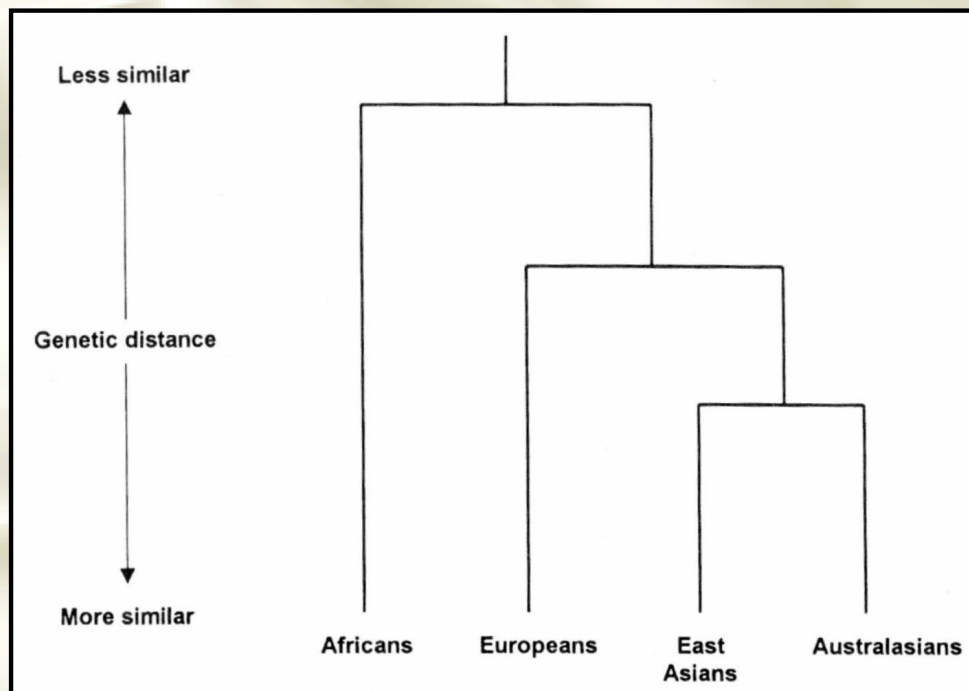 Less similar
Genetic distance
More similar
Africans
Europeans
East
Asians
Australasians